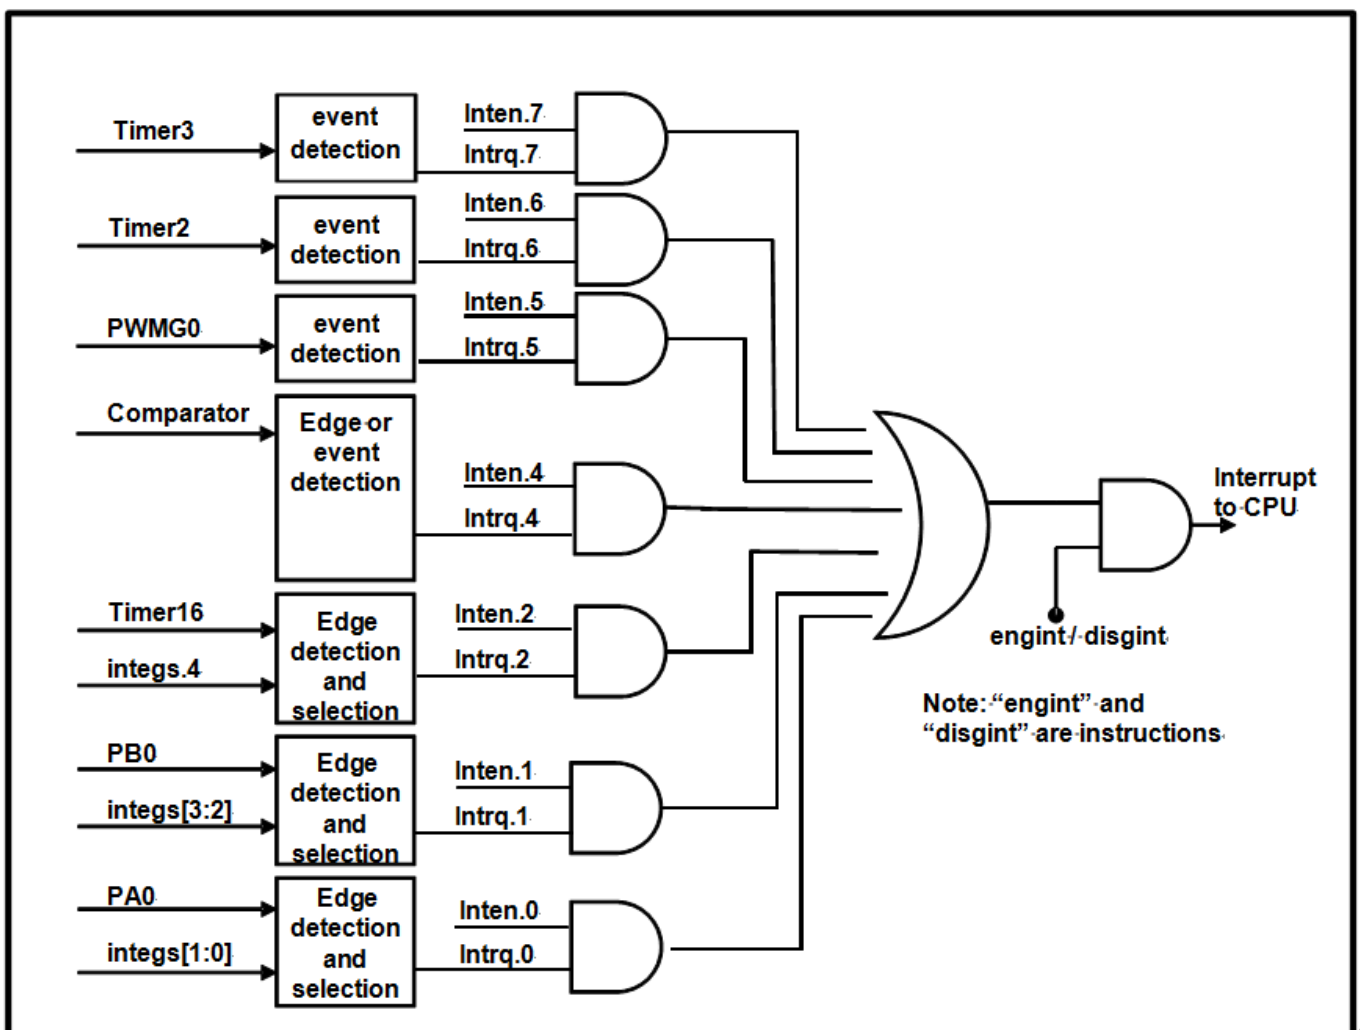 Timer3
event
detection
Inten.7
Intrq.7
Timer2
event
detection
Inten.6
Intrq.6
PWMG0
event
detection
Inten.5
Intrq.5
Comparator
Edge or
event
detection
Inten.4
Intrq.4
Interrupt
to CPU
engint / disgint
Note: “engint” and
“disgint” are instructions
Timer16
integs.4
Edge
detection
and
selection
Inten.2
Intrq.2
PB0
integs[3:2]
Edge
detection
and
selection
Inten.1
Intrq.1
PA0
integs[1:0]
Edge
detection
and
selection
Inten.0
Intrq.0